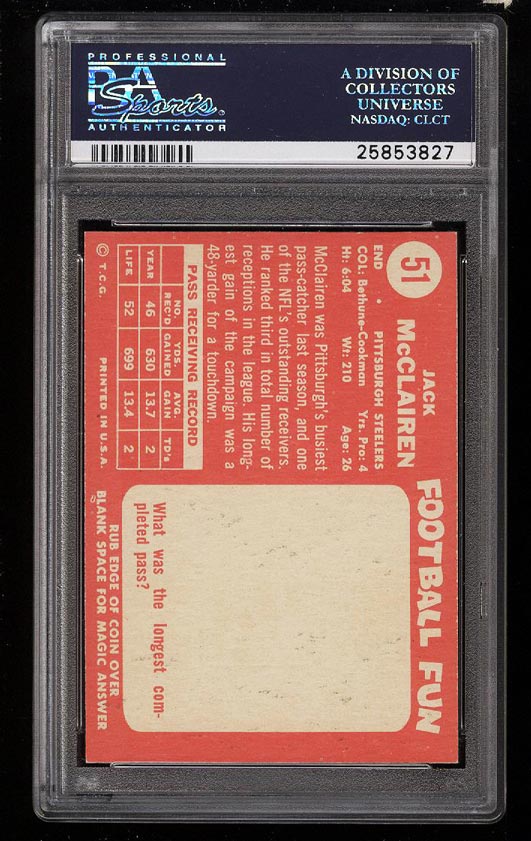 PROFESSIONAL
PSA
Sports
AUTHENTICATOR
A DIVISION OF
COLLECTORS
UNIVERSE
NASDAQ: CLCT
25853827
51
JACK
McCLAIREN
END • PITTSBURGH STEELERS
COL: Bethune-Cookman Yrs. Pro: 4
Ht: 6:04 Wt: 210 Age: 26
McClairen was Pittsburgh's busiest
pass-catcher last season, and one
of the NFL's outstanding receivers.
He ranked third in total number of
receptions in the league. His long-
est gain of the campaign was a
48-yarder for a touchdown.
PASS RECEIVING RECORD
NO. YDS. AVG.
REC'D GAINED GAIN TD's
YEAR 46 630 13.7 2
LIFE 52 699 13.4 2
© T.C.G. PRINTED IN U.S.A.
FOOTBALL FUN
What was the longest com-
pleted pass?
RUB EDGE OF COIN OVER
BLANK SPACE FOR MAGIC ANSWER